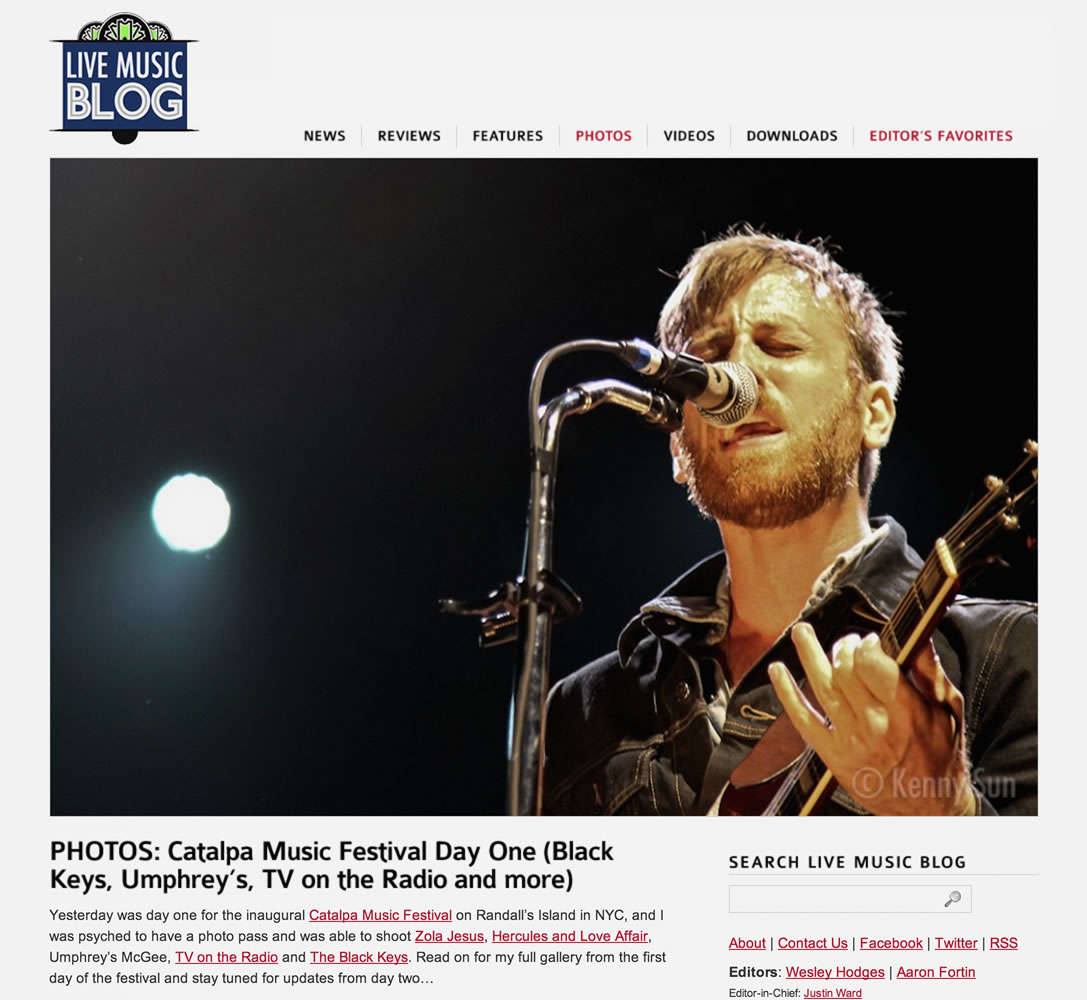 LIVE MUSIC
BLOG
NEWS
REVIEWS
FEATURES
PHOTOS
VIDEOS
DOWNLOADS
EDITOR'S FAVORITES
© Kenny Sun
PHOTOS: Catalpa Music Festival Day One (Black
Keys, Umphrey's, TV on the Radio and more)
Yesterday was day one for the inaugural Catalpa Music Festival on Randall's Island in NYC, and I
was psyched to have a photo pass and was able to shoot Zola Jesus, Hercules and Love Affair,
Umphrey's McGee, TV on the Radio and The Black Keys. Read on for my full gallery from the first
day of the festival and stay tuned for updates from day two…
SEARCH LIVE MUSIC BLOG
About | Contact Us | Facebook | Twitter | RSS
Editors: Wesley Hodges | Aaron Fortin
Editor-in-Chief: Justin Ward